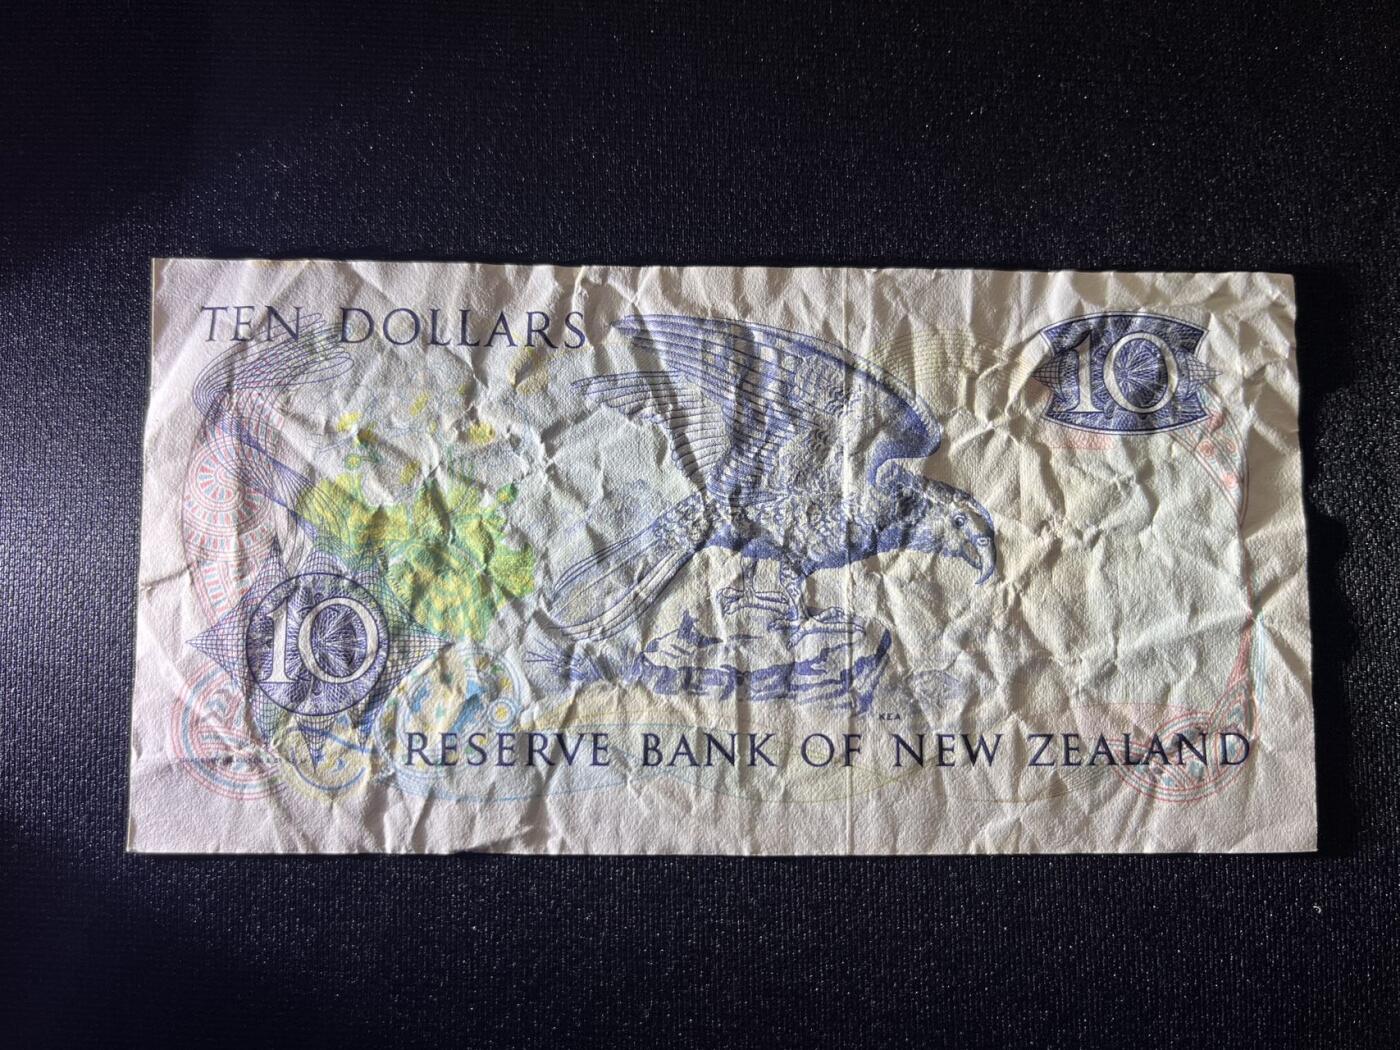 TEN DOLLARS
10
10
KEA
RESERVE BANK OF NEW ZEALAND